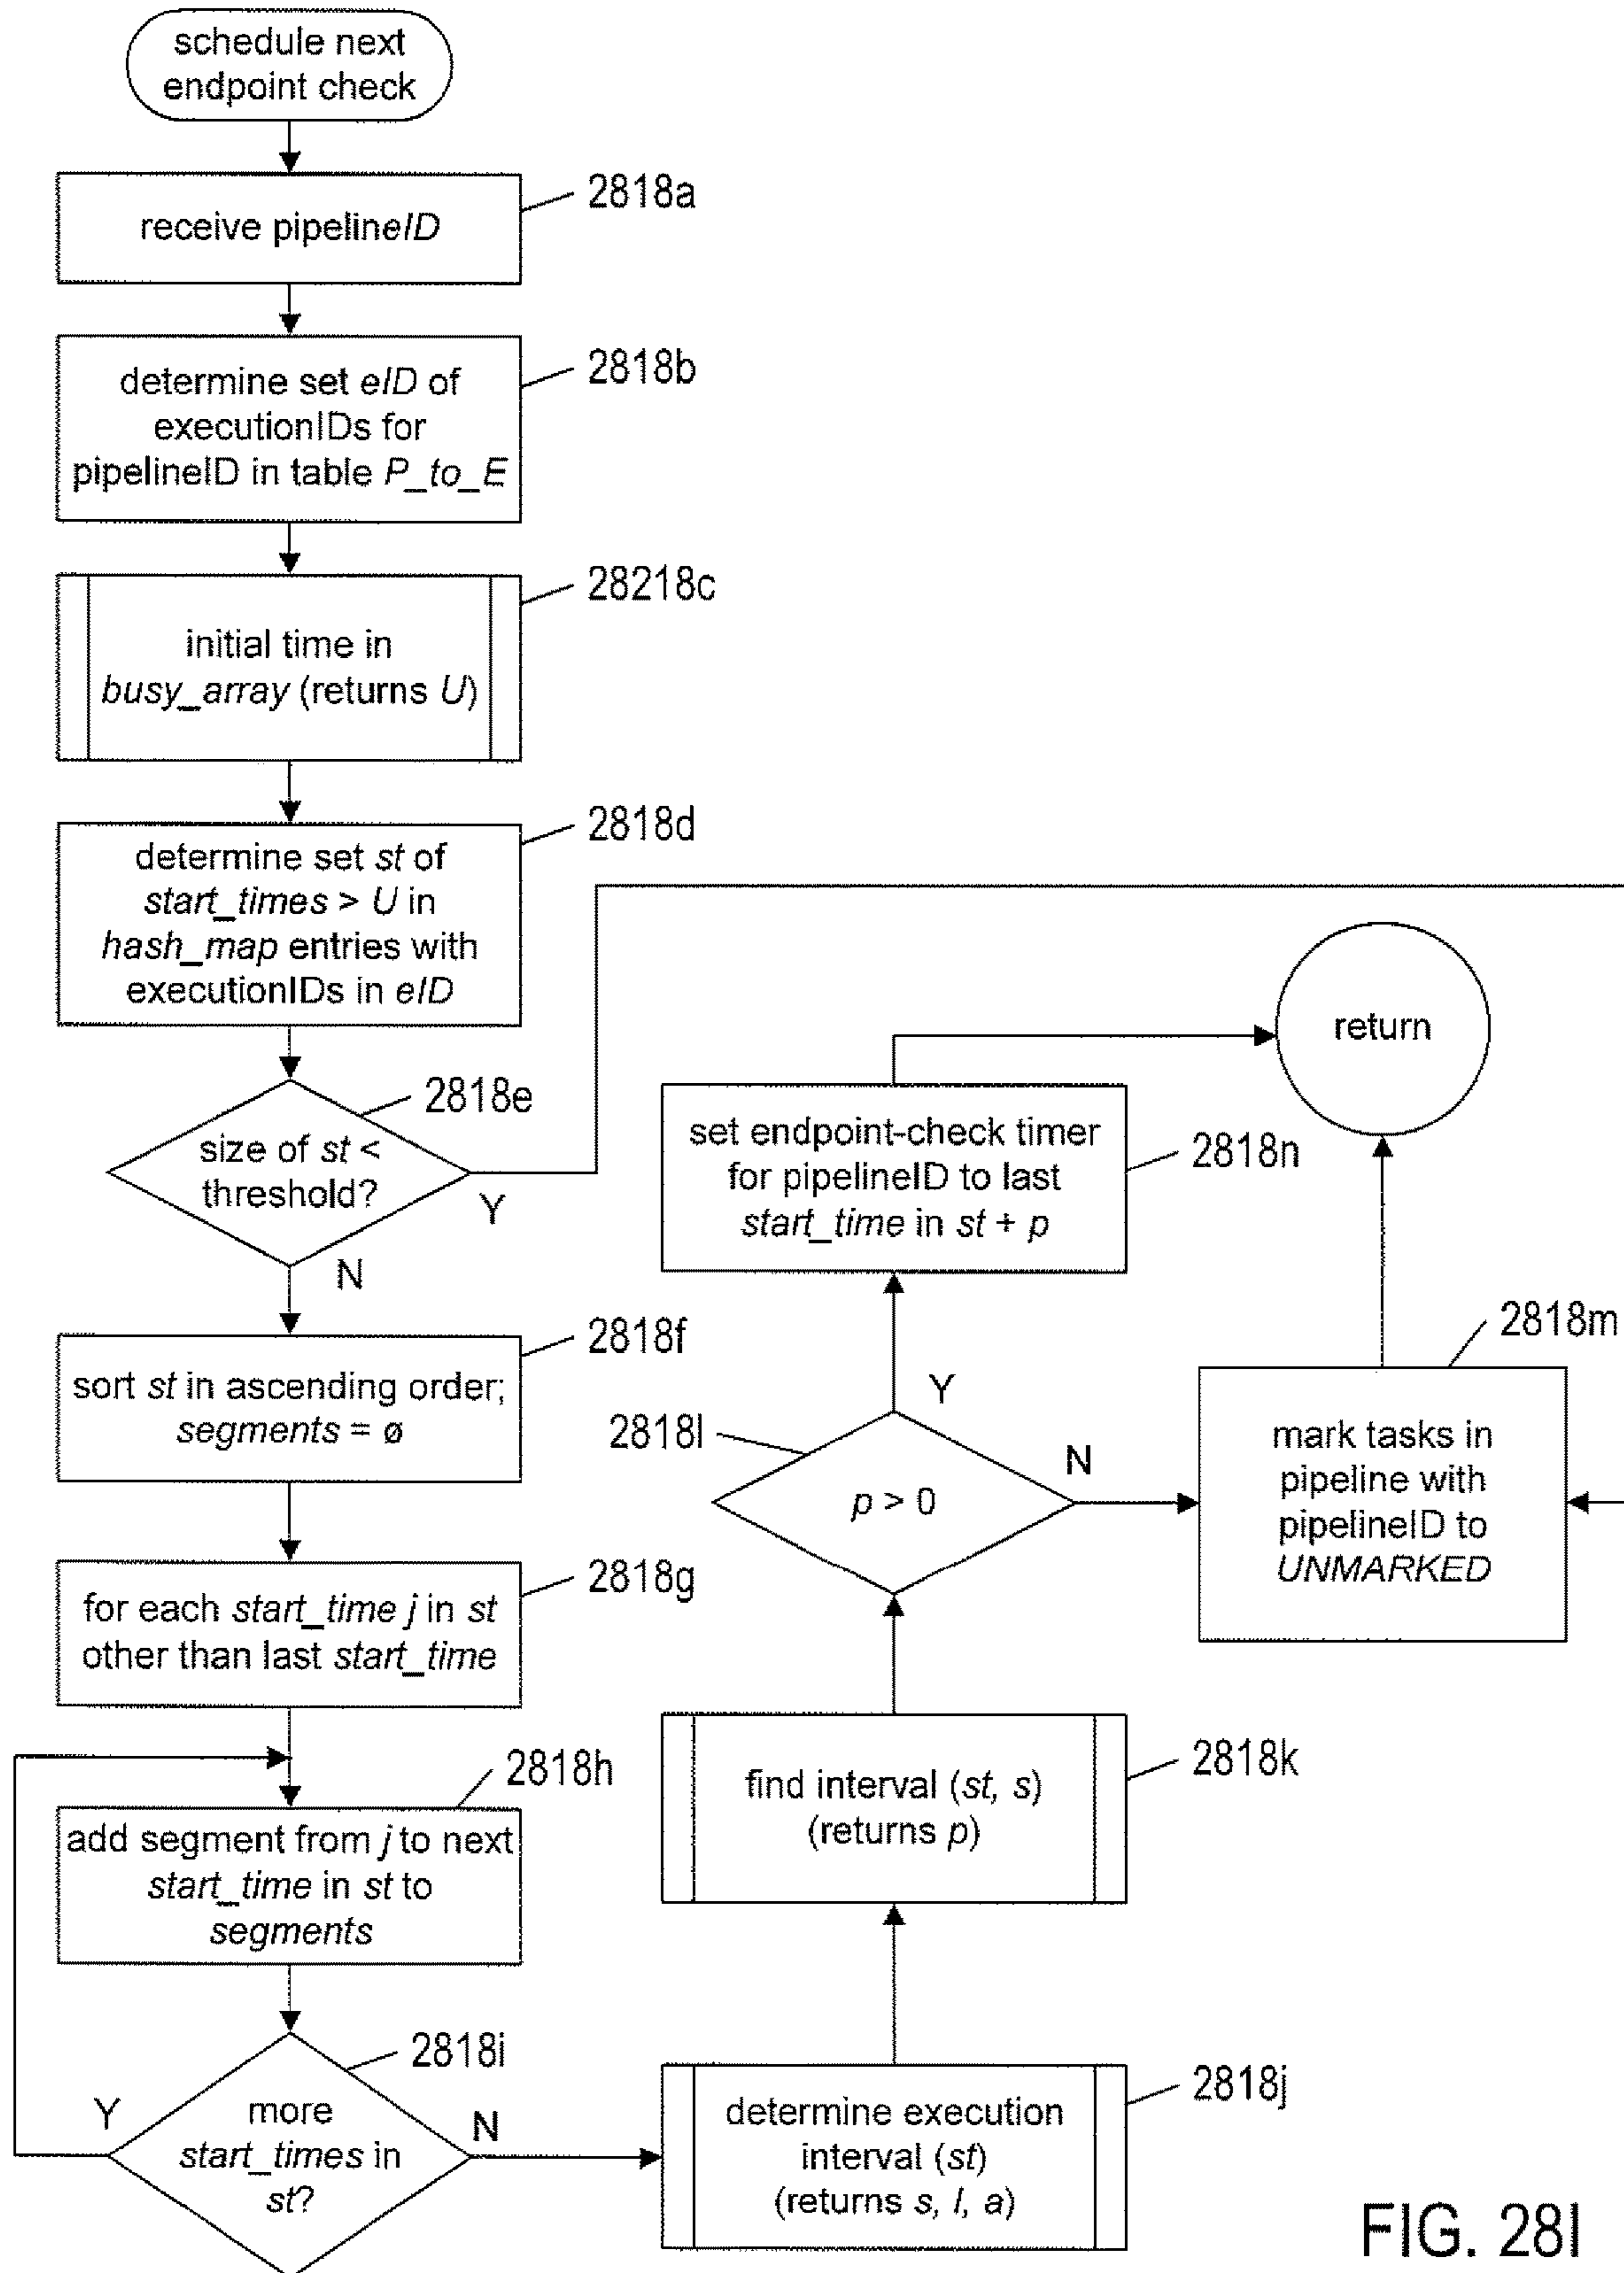 schedule next
endpoint check
2818a
receive pipelineID
2818b
determine set eID of
executionIDs for
pipelineID in table P_to_E
28218c
initial time in
busy_array (returns U)
2818d
determine set st of
start_times > U in
hash_map entries with
executionIDs in eID
2818e
size of st <
threshold?
Y
N
2818f
sort st in ascending order;
segments = ø
2818g
for each start_time j in st
other than last start_time
2818h
add segment from j to next
start_time in st to
segments
2818i
more
start_times in
st?
Y
N
2818j
determine execution
interval (st)
(returns s, l, a)
2818k
find interval (st, s)
(returns p)
2818l
p > 0
Y
N
2818m
mark tasks in
pipeline with
pipelineID to
UNMARKED
2818n
set endpoint-check timer
for pipelineID to last
start_time in st + p
return
FIG. 28I